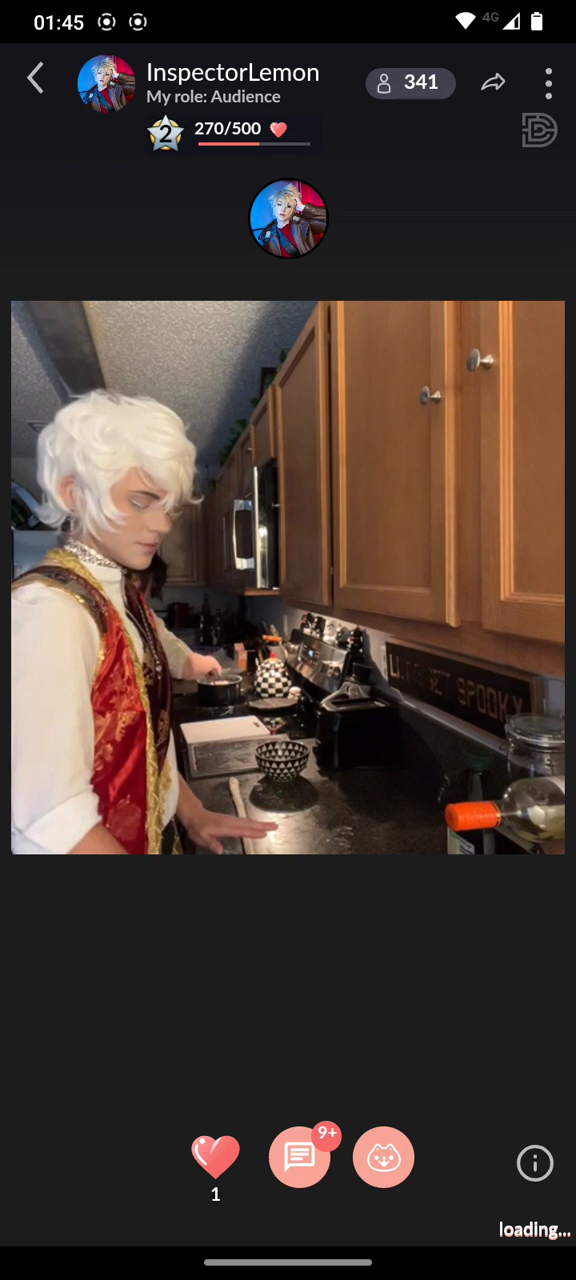 01:45
4G
InspectorLemon
My role: Audience
341
2
270/500
SPOOKY
9+
1
loading...